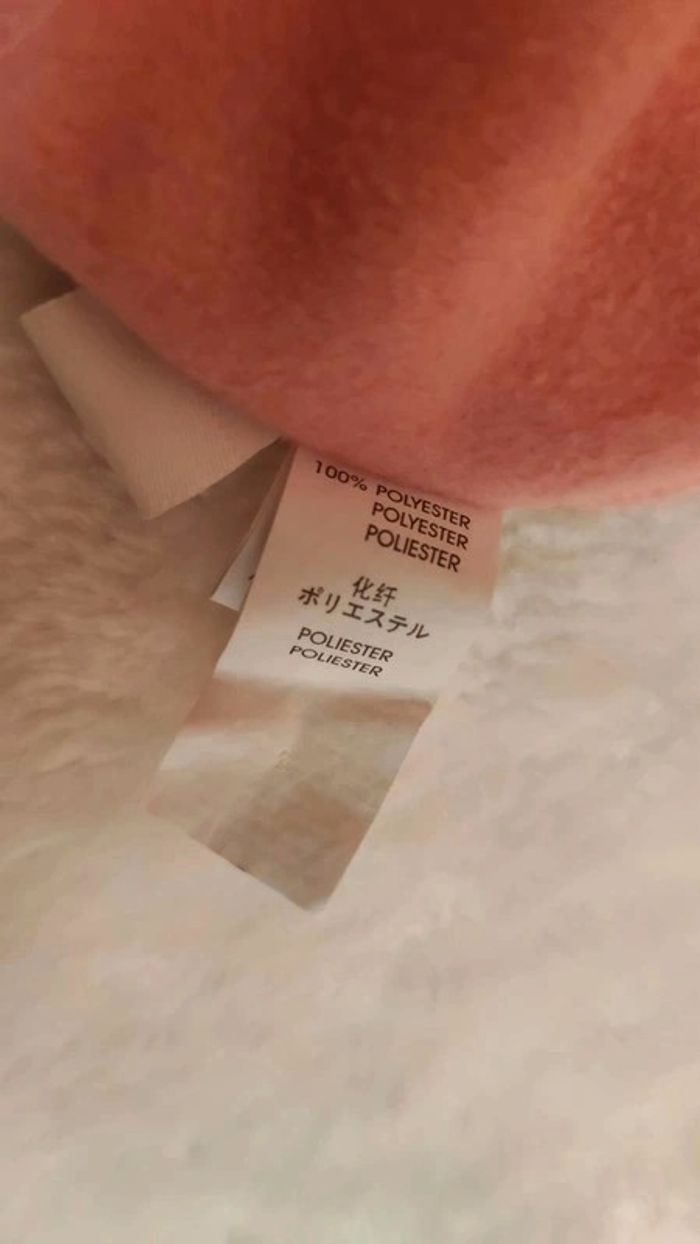 100% POLYESTER
POLYESTER
POLIESTER
化纤
ポリエステル
POLIESTER
POLIESTER